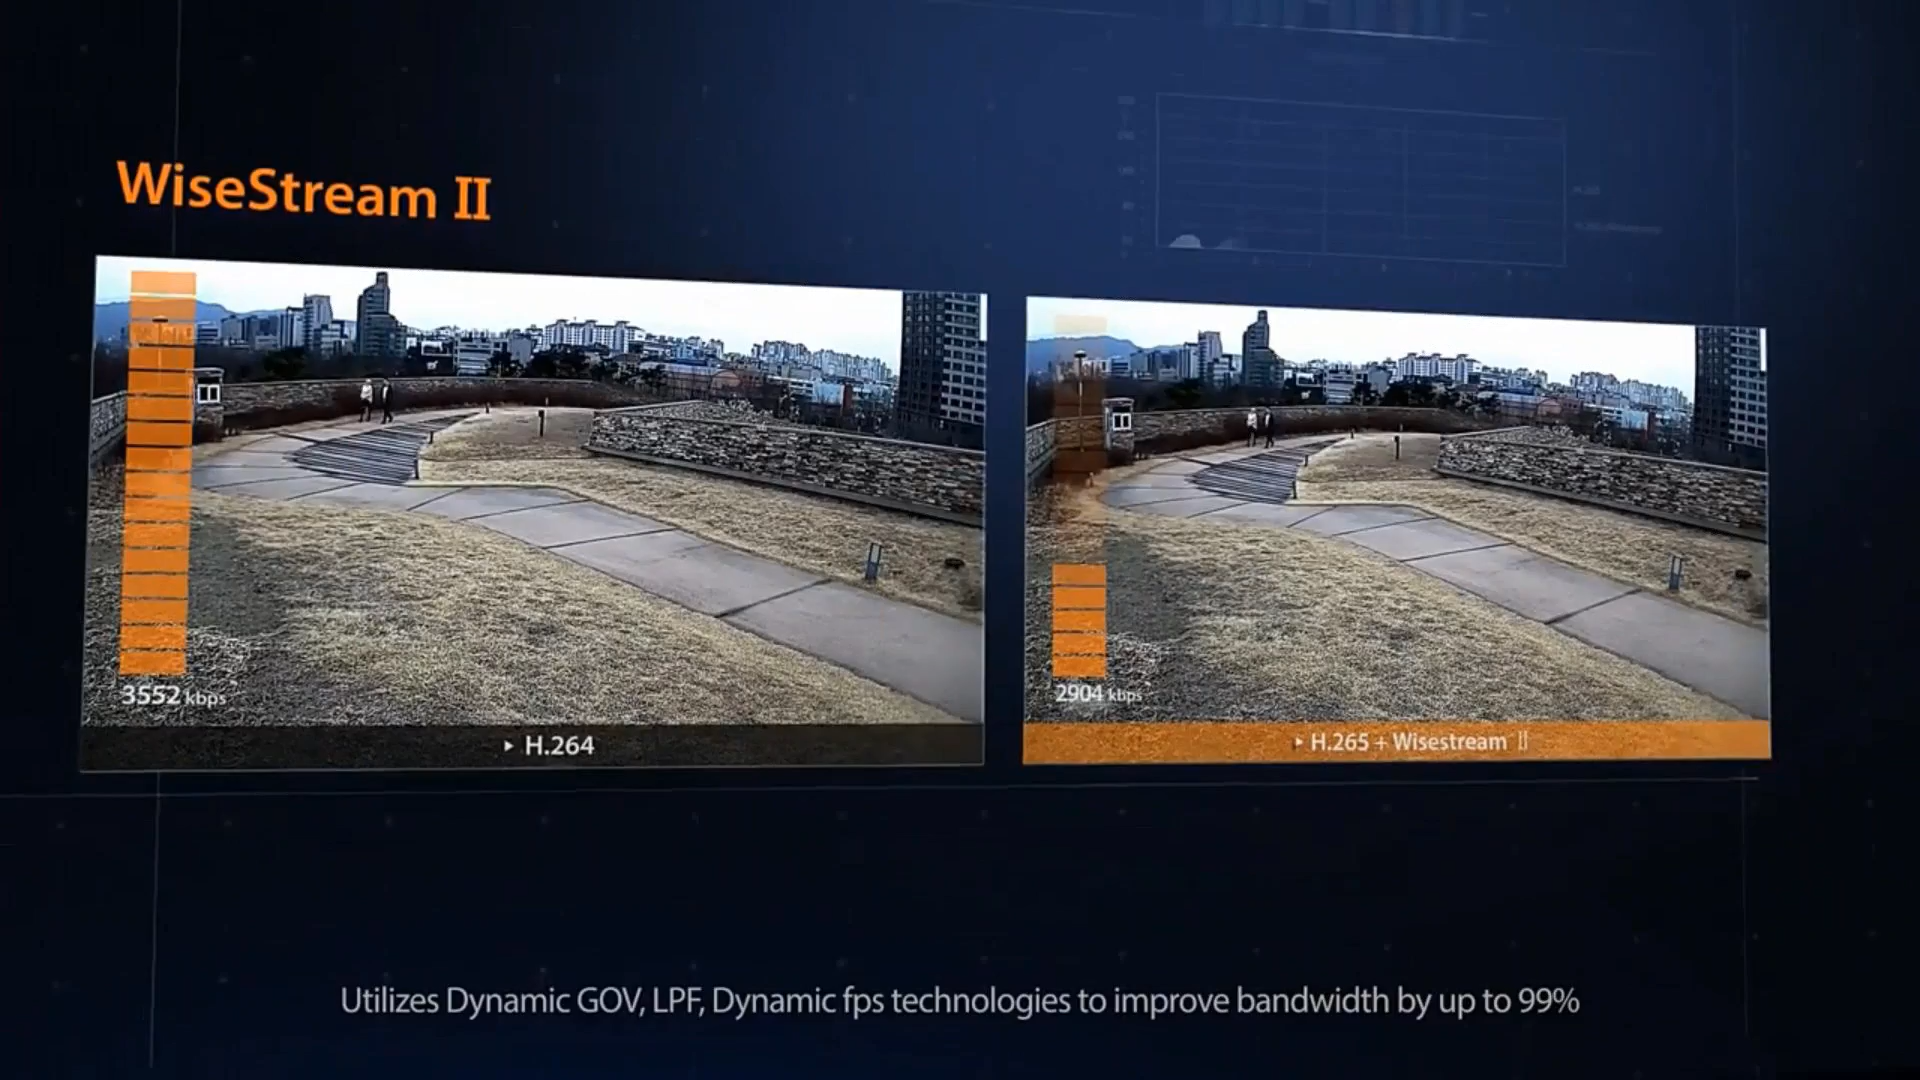 WiseStream II
3552 kbps
▸ H.264
2904 kbps
▸ H.265 + Wisestream II
Utilizes Dynamic GOV, LPF, Dynamic fps technologies to improve bandwidth by up to 99%